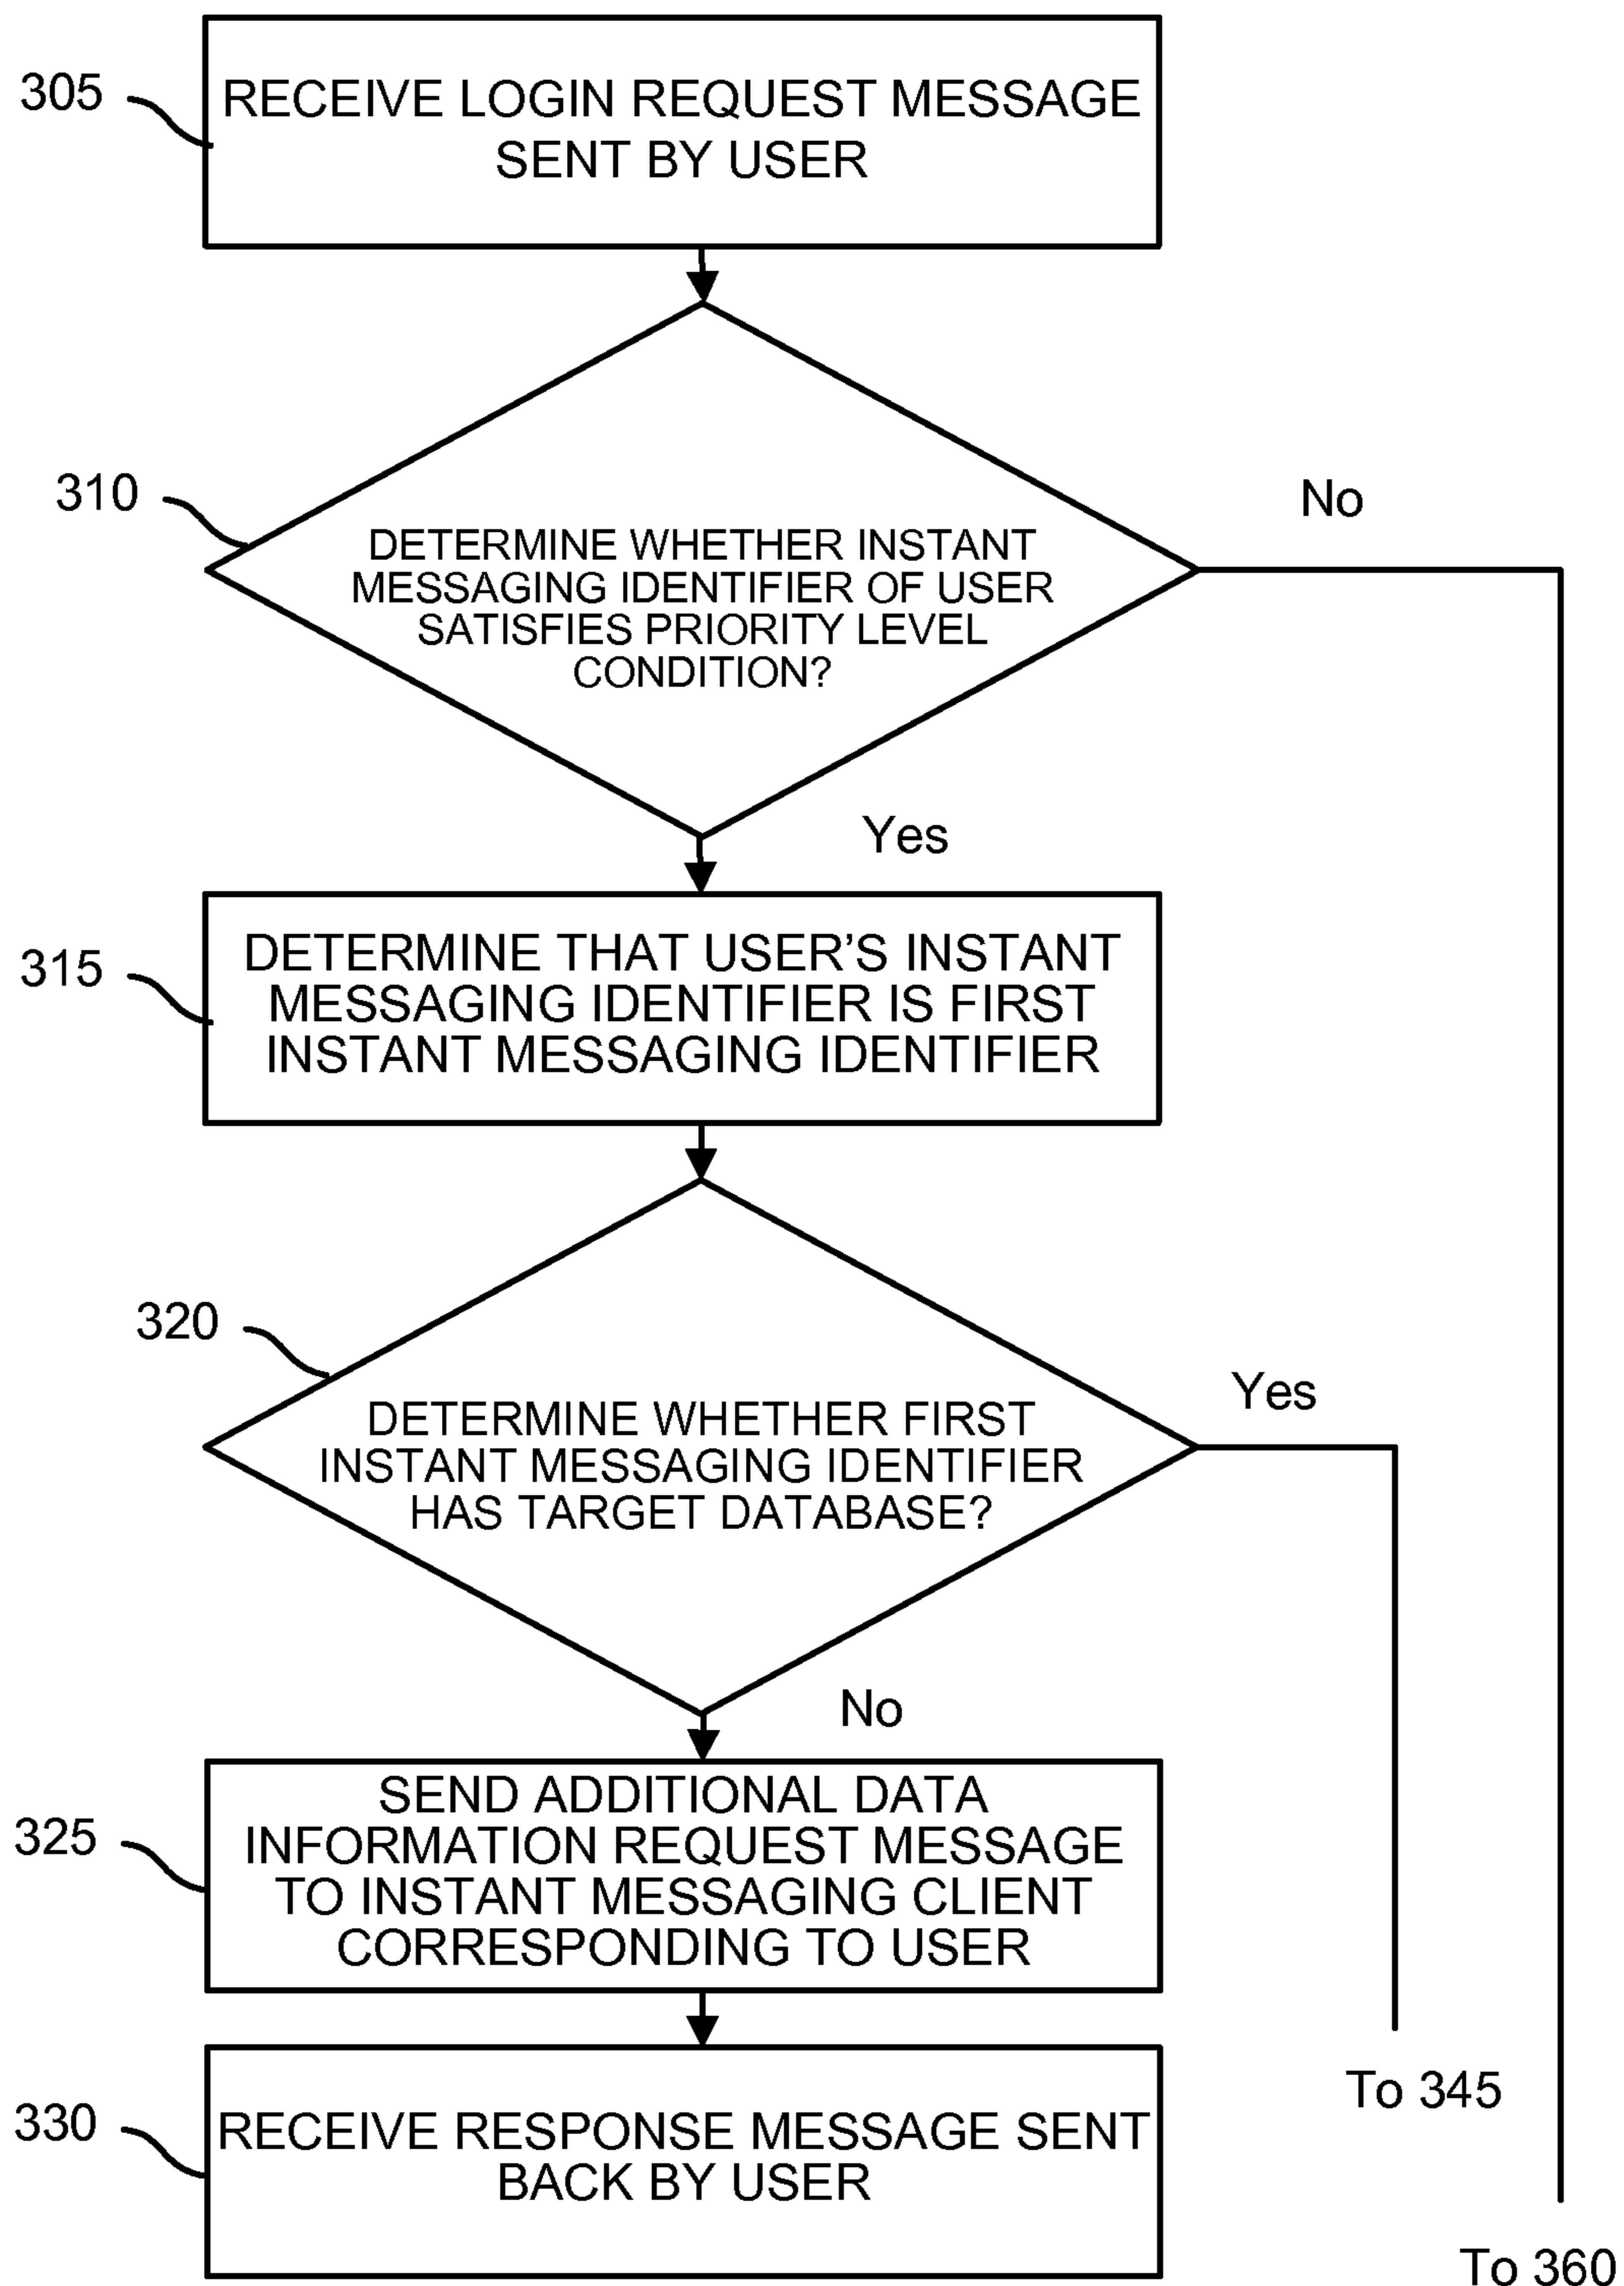 305
RECEIVE LOGIN REQUEST MESSAGE
SENT BY USER
310
No
DETERMINE WHETHER INSTANT
MESSAGING IDENTIFIER OF USER
SATISFIES PRIORITY LEVEL
CONDITION?
Yes
315
DETERMINE THAT USER’S INSTANT
MESSAGING IDENTIFIER IS FIRST
INSTANT MESSAGING IDENTIFIER
320
Yes
DETERMINE WHETHER FIRST
INSTANT MESSAGING IDENTIFIER
HAS TARGET DATABASE?
No
325
SEND ADDITIONAL DATA
INFORMATION REQUEST MESSAGE
TO INSTANT MESSAGING CLIENT
CORRESPONDING TO USER
To 345
330
RECEIVE RESPONSE MESSAGE SENT
BACK BY USER
To 360